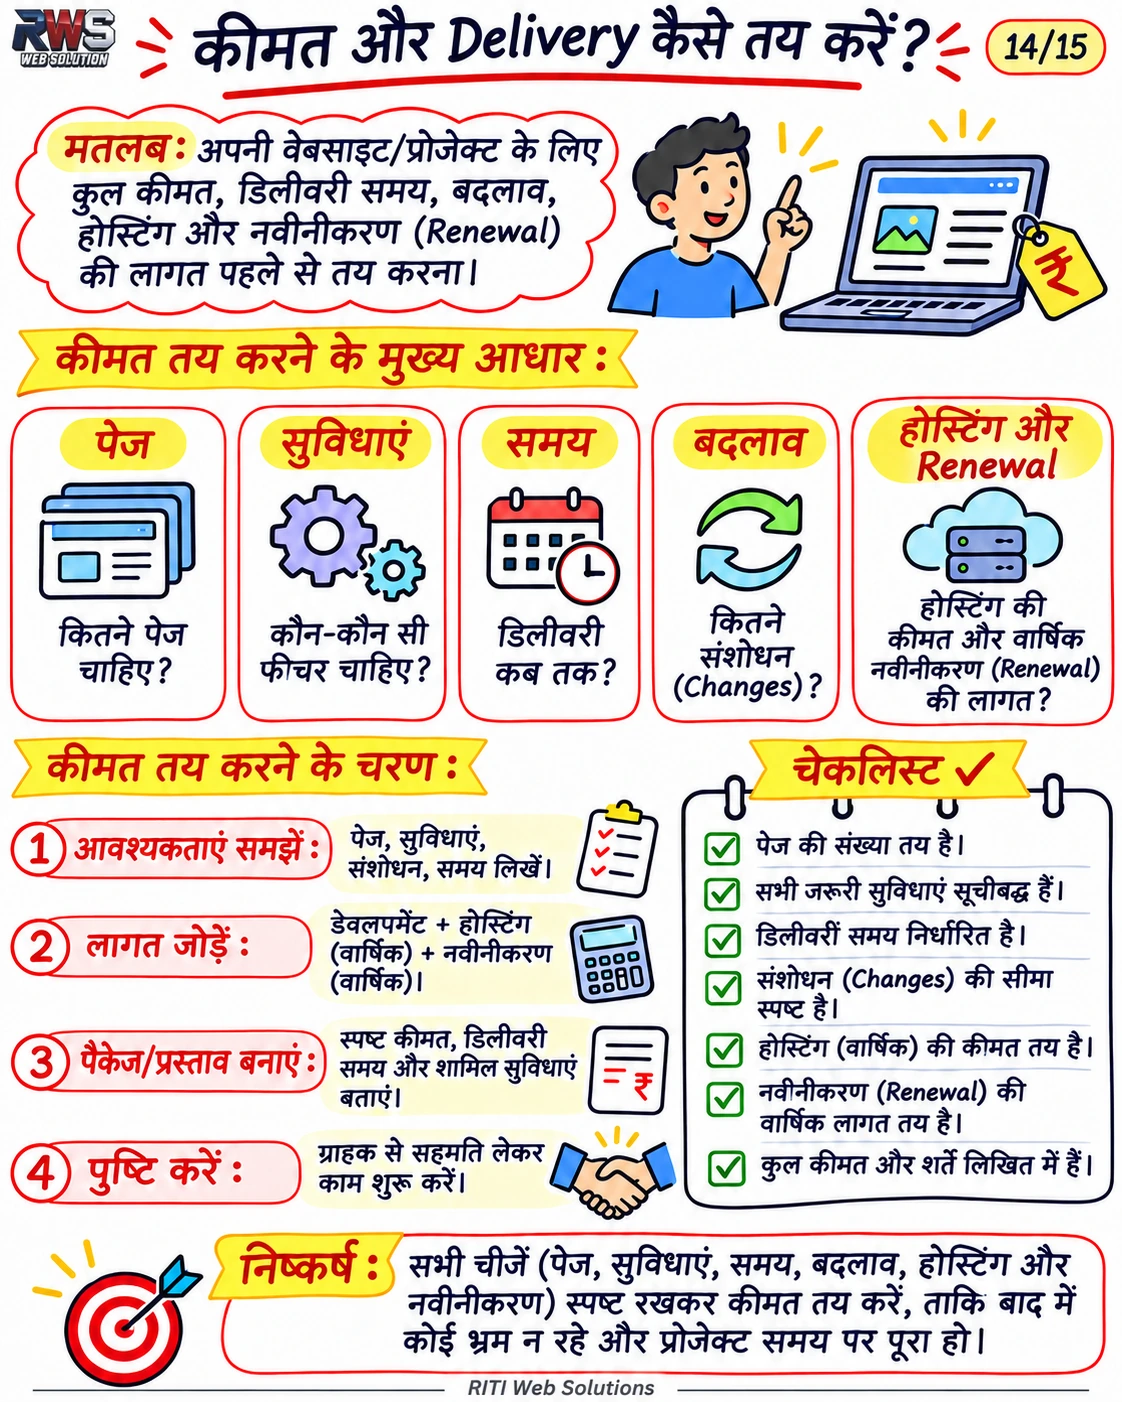 RWS
WEB SOLUTION
कीमत और Delivery कैसे तय करें?
14/15
मतलब: अपनी वेबसाइट/प्रोजेक्ट के लिए
कुल कीमत, डिलीवरी समय, बदलाव,
होस्टिंग और नवीनीकरण (Renewal)
की लागत पहले से तय करना।
₹
कीमत तय करने के मुख्य आधार :
पेज
कितने पेज
चाहिए?
सुविधाएं
कौन-कौन सी
फीचर चाहिए?
समय
डिलीवरी
कब तक?
बदलाव
कितने
संशोधन
(Changes)?
होस्टिंग और
Renewal
होस्टिंग की
कीमत और वार्षिक
नवीनीकरण (Renewal)
की लागत?
कीमत तय करने के चरण :
1 आवश्यकताएं समझें :
पेज, सुविधाएं,
संशोधन, समय लिखें।
2 लागत जोड़ें :
डेवलपमेंट + होस्टिंग
(वार्षिक) + नवीनीकरण
(वार्षिक)।
3 पैकेज/प्रस्ताव बनाएं :
स्पष्ट कीमत, डिलीवरी
समय और शामिल सुविधाएं
बताएं।
₹
4 पुष्टि करें :
ग्राहक से सहमति लेकर
काम शुरू करें।
चेकलिस्ट ✓
पेज की संख्या तय है।
सभी जरूरी सुविधाएं सूचीबद्ध हैं।
डिलीवरीं समय निर्धारित है।
संशोधन (Changes) की सीमा
स्पष्ट है।
होस्टिंग (वार्षिक) की कीमत तय है।
नवीनीकरण (Renewal) की
वार्षिक लागत तय है।
कुल कीमत और शर्ते लिखित में हैं।
निष्कर्ष : सभी चीजें (पेज, सुविधाएं, समय, बदलाव, होस्टिंग और
नवीनीकरण) स्पष्ट रखकर कीमत तय करें, ताकि बाद में
कोई भ्रम न रहे और प्रोजेक्ट समय पर पूरा हो।
RITI Web Solutions